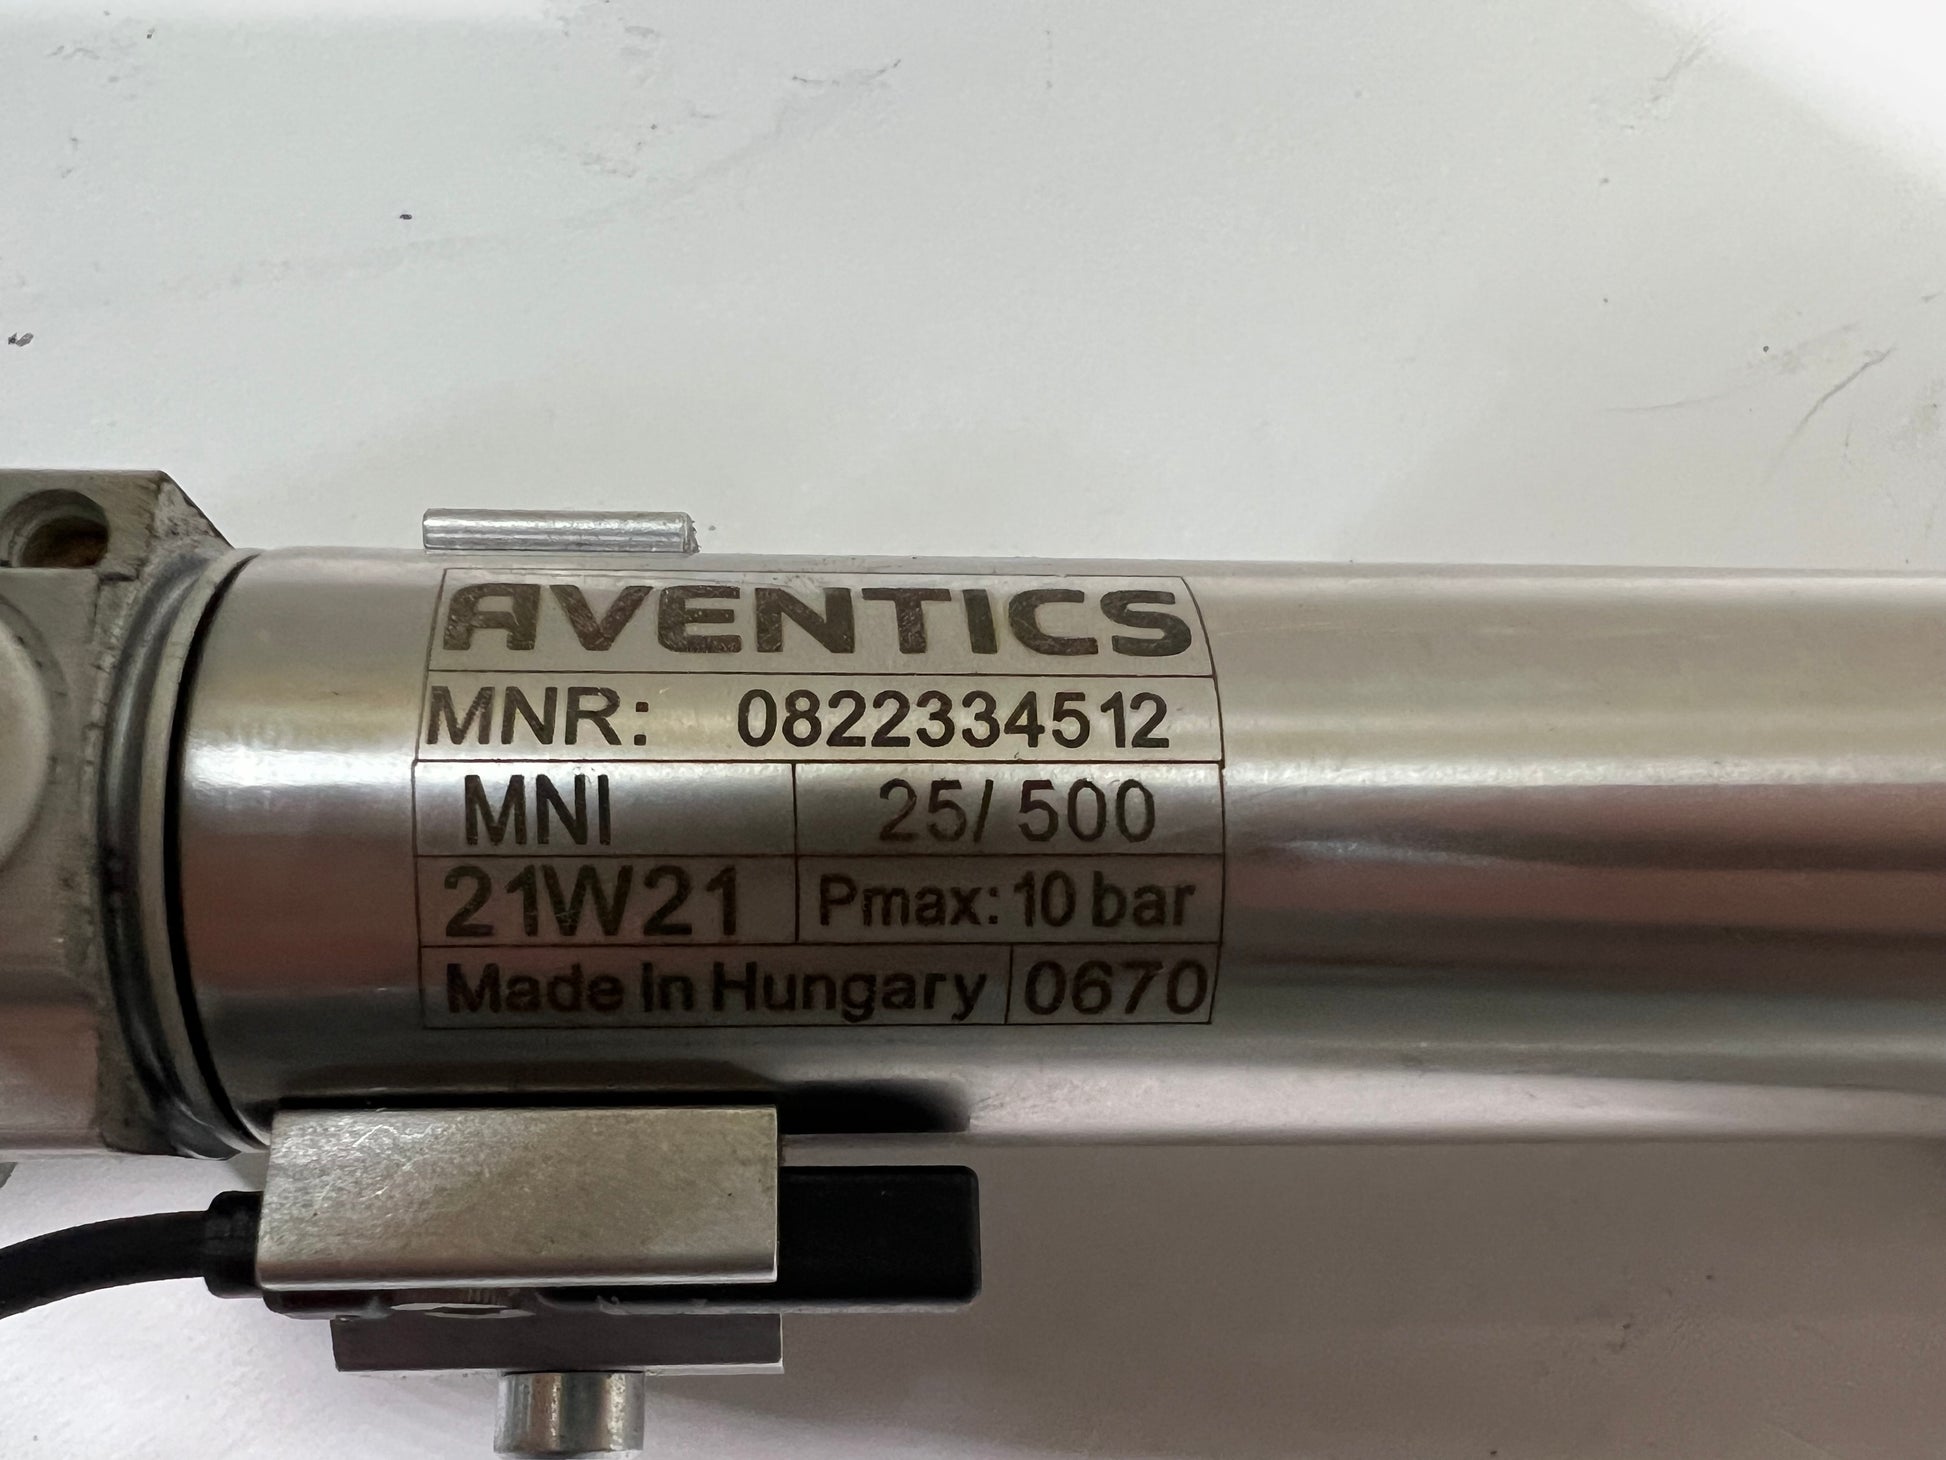 AVENTICS
MNR: 0822334512
MNI 25/ 500
21W21 Pmax: 10 bar
Made in Hungary 0670